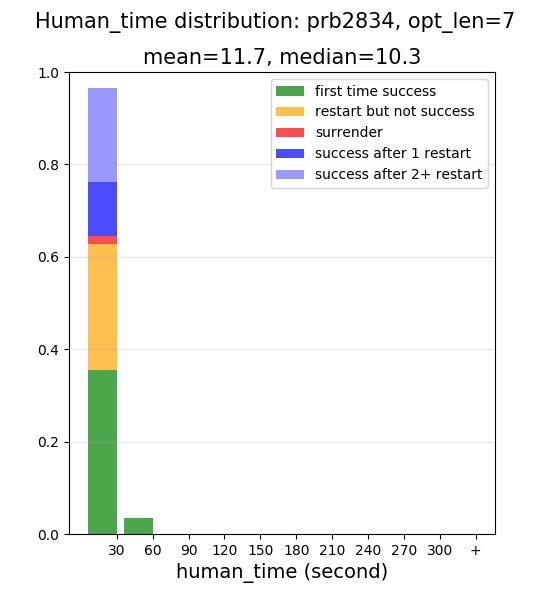 Human_time distribution: prb2834, opt_len=7
mean=11.7, median=10.3
1.0
0.8
0.6
0.4
0.2
0.0
first time success
restart but not success
surrender
success after 1 restart
success after 2+ restart
30 60 90 120 150 180 210 240 270 300 +
human_time (second)